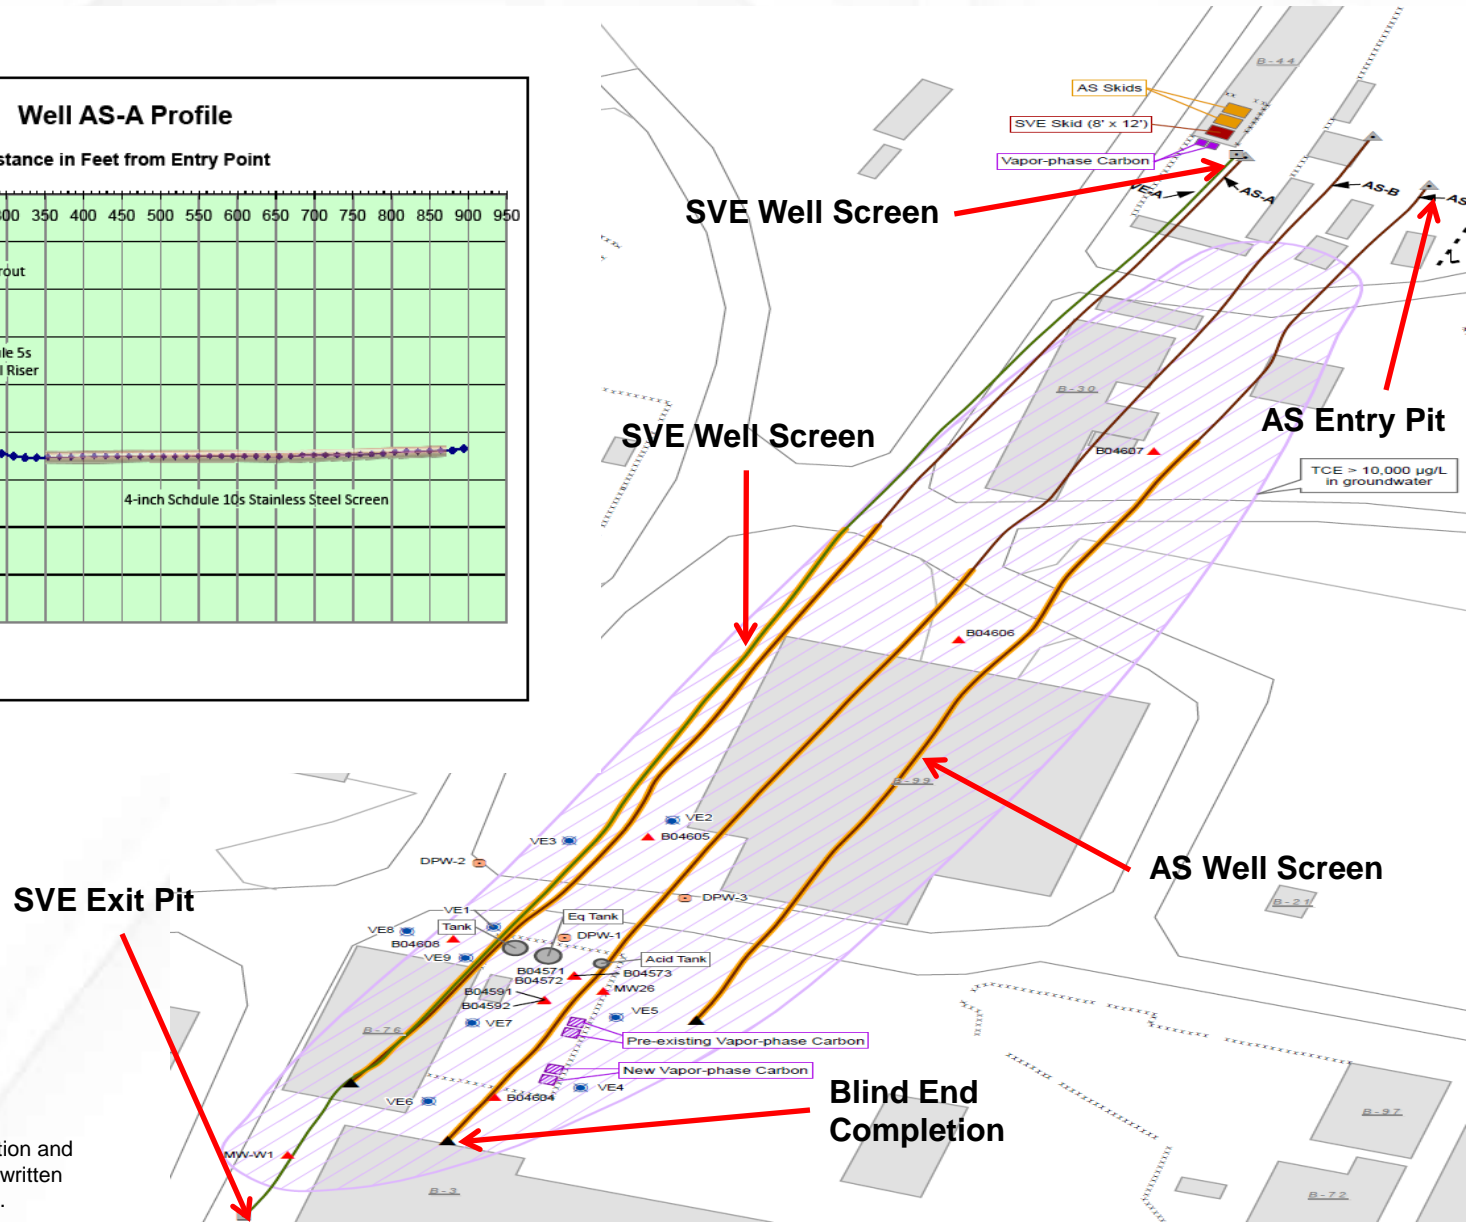 Well AS-A Profile
stance in Feet from Entry Point
300 350 400 450 500 550 600 650 700 750 800 850 900 950
rout
ule 5s
l Riser
4-inch Schdule 10s Stainless Steel Screen
B-44
AS Skids
SVE Skid (8' x 12')
Vapor-phase Carbon
VE-A
AS-A
AS-B
AS
SVE Well Screen
B-30
AS Entry Pit
SVE Well Screen
B04607
TCE > 10,000 µg/L
in groundwater
B04606
B-99
VE2
VE3
B04605
DPW-2
AS Well Screen
SVE Exit Pit
DPW-3
B-21
VE1
Eq Tank
Tank
VE8
B04608
DPW-1
VE9
Acid Tank
B04571
B04572
B04573
B04591
B04592
MW26
VE5
VE7
B-76
Pre-existing Vapor-phase Carbon
New Vapor-phase Carbon
VE4
VE6
B04604
Blind End
Completion
B-97
MW-W1
B-3
B-72
tion and
written
.